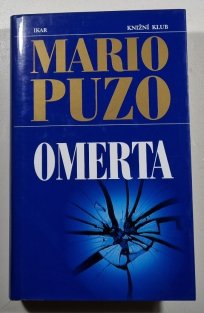 IKAR KNIŽNÍ KLUB
MARIO
PUZO
OMERTA